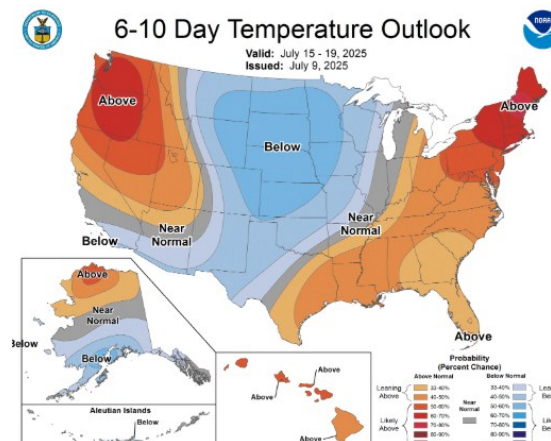 6-10 Day Temperature Outlook
NOAA
Valid: July 15 - 19, 2025
Issued: July 9, 2025
Above
Above
Below
Near
Normal
Near
Normal
Below
Above
Above
Near
Normal
Below
Below
Aleutian Islands
Below
Above
Above
Above
Probability
(Percent Chance)
Above Normal
Below Normal
Leaning
Above
Likely
Above
33-40%
40-50%
50-60%
60-70%
70-80%
80-90%
Near
Normal
33-40%
40-50%
50-60%
60-70%
70-80%
80-90%